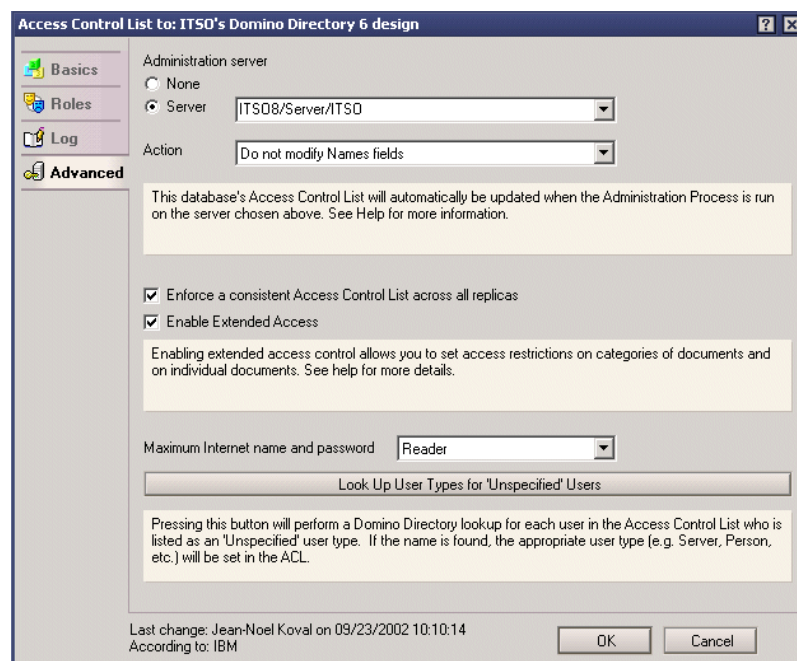 Access Control List to: ITSO's Domino Directory 6 design
Basics
Roles
Log
Advanced
Administration server
None
Server
ITSO8/Server/ITSO
Action
Do not modify Names fields
This database's Access Control List will automatically be updated when the Administration Process is run
on the server chosen above. See Help for more information.
Enforce a consistent Access Control List across all replicas
Enable Extended Access
Enabling extended access control allows you to set access restrictions on categories of documents and
on individual documents. See help for more details.
Maximum Internet name and password
Reader
Look Up User Types for 'Unspecified' Users
Pressing this button will perform a Domino Directory lookup for each user in the Access Control List who is
listed as an 'Unspecified' user type. If the name is found, the appropriate user type (e.g. Server, Person,
etc.) will be set in the ACL.
Last change: Jean-Noel Koval on 09/23/2002 10:10:14
According to: IBM
OK
Cancel